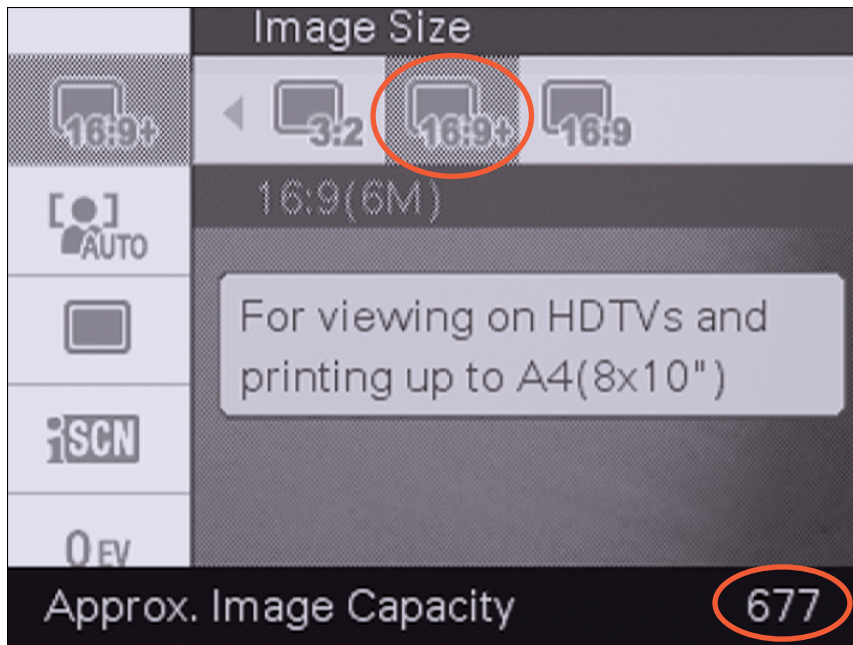 Image Size
16:9+
3:2
16:9+
16:9
16:9(6M)
AUTO
For viewing on HDTVs and
printing up to A4(8x10")
iSCN
0EV
Approx. Image Capacity 677